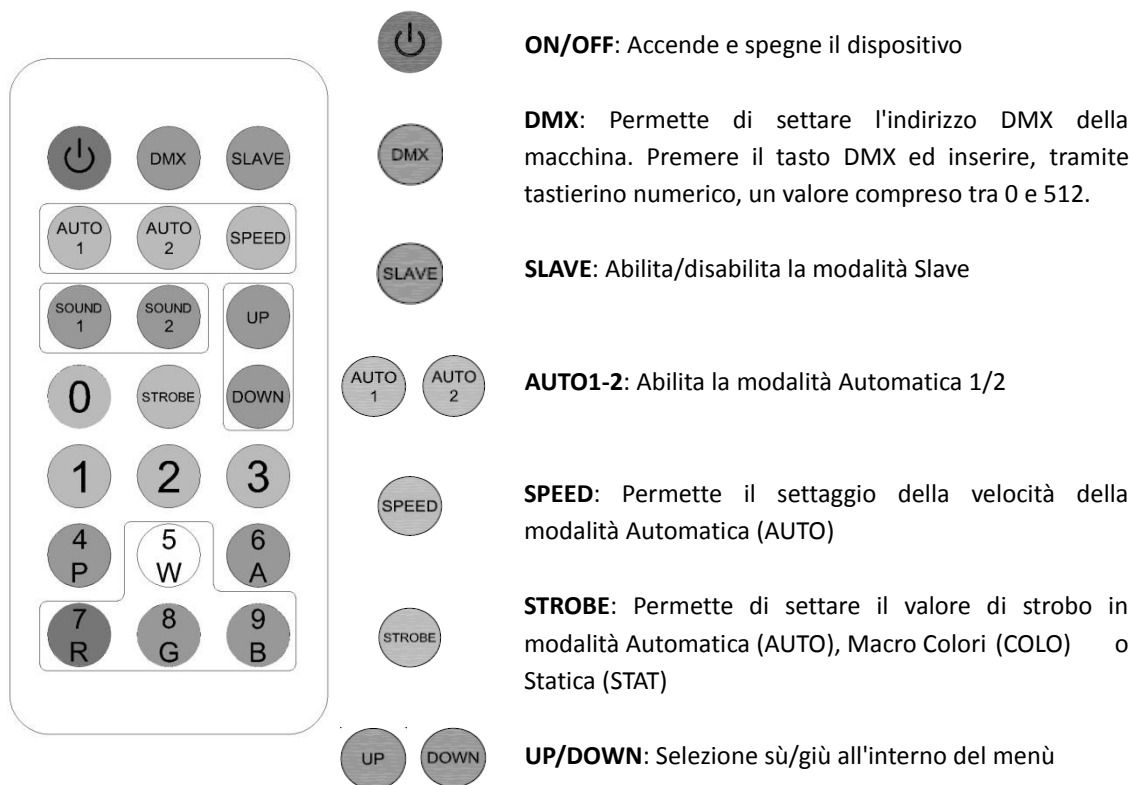 DMX SLAVE
AUTO 1 AUTO 2 SPEED
SOUND 1 SOUND 2 UP
0 STROBE DOWN
1 2 3
4 P 5 W 6 A
7 R 8 G 9 B
ON/OFF: Accende e spegne il dispositivo
DMX
DMX: Permette di settare l'indirizzo DMX della
macchina. Premere il tasto DMX ed inserire, tramite
tastierino numerico, un valore compreso tra 0 e 512.
SLAVE
SLAVE: Abilita/disabilita la modalità Slave
AUTO 1 AUTO 2
AUTO1-2: Abilita la modalità Automatica 1/2
SPEED
SPEED: Permette il settaggio della velocità della
modalità Automatica (AUTO)
STROBE
STROBE: Permette di settare il valore di strobo in
modalità Automatica (AUTO), Macro Colori (COLO) o
Statica (STAT)
UP DOWN
UP/DOWN: Selezione sù/giù all'interno del menù